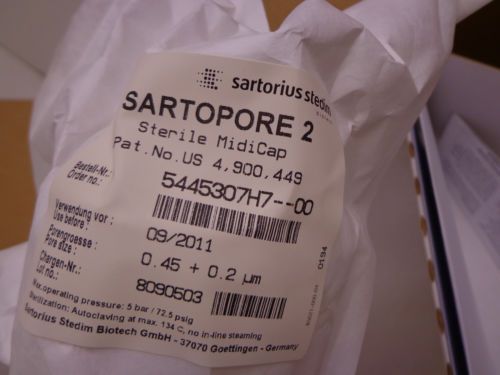 sartorius stedim
SARTOPORE 2
Sterile MidiCap
Pat.No.US 4,900,449
Bestell-Nr.:
Order no.:
5445307H7--00
Verwendung vor :
Use before :
09/2011
Porengroesse :
Pore size :
0.45 + 0.2 µm
Chargen-Nr.:
Lot no.:
8090503
Max.operating pressure: 5 bar / 72.5 psig
Sterilization: Autoclaving at max. 134 C, no in-line steaming
Sartorius Stedim Biotech GmbH - 37070 Goettingen - Germany
0194